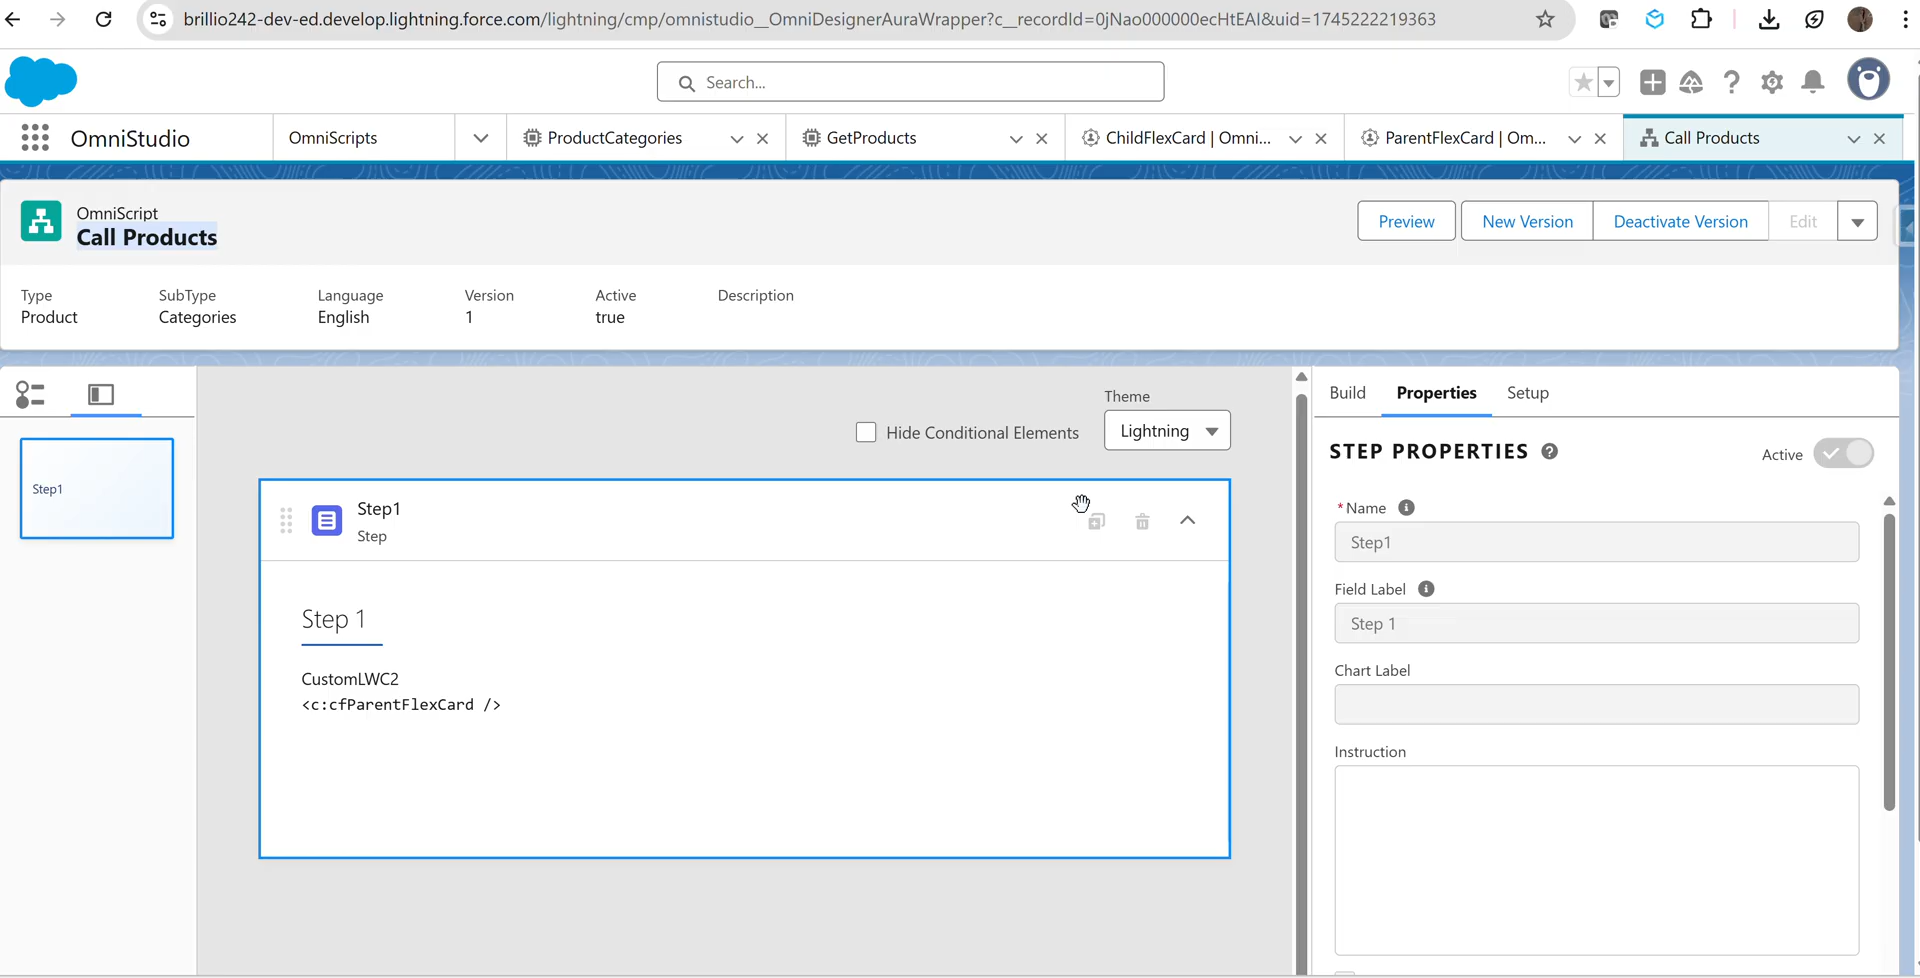 brillio242-dev-ed.develop.lightning.force.com/lightning/cmp/omnistudio__OmniDesignerAuraWrapper?c__recordId=0jNao000000ecHtEAI&uid=1745222219363
Search...
OmniStudio
OmniScripts
ProductCategories
GetProducts
ChildFlexCard | Omni...
ParentFlexCard | Om...
Call Products
OmniScript
Call Products
Preview
New Version
Deactivate Version
Edit
Type
SubType
Language
Version
Active
Description
Product
Categories
English
1
true
Step1
Hide Conditional Elements
Theme
Lightning
Step1
Step
Step 1
CustomLWC2
<c:cfParentFlexCard />
Build
Properties
Setup
STEP PROPERTIES
Active
*Name
Step1
Field Label
Step 1
Chart Label
Instruction